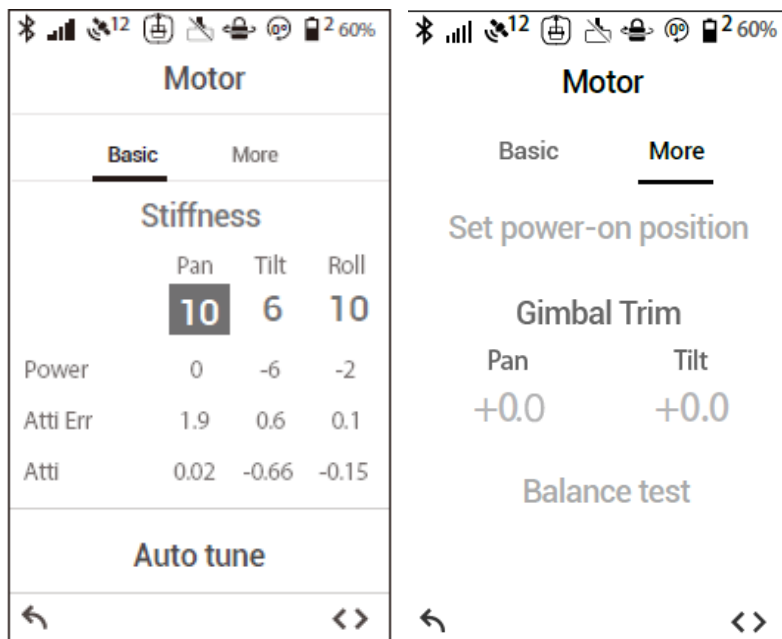 12 0° 2 60%
Motor
Basic More
Stiffness
Pan Tilt Roll
10 6 10
Power 0 -6 -2
Atti Err 1.9 0.6 0.1
Atti 0.02 -0.66 -0.15
Auto tune
12 0° 2 60%
Motor
Basic More
Set power-on position
Gimbal Trim
Pan Tilt
+0.0 +0.0
Balance test